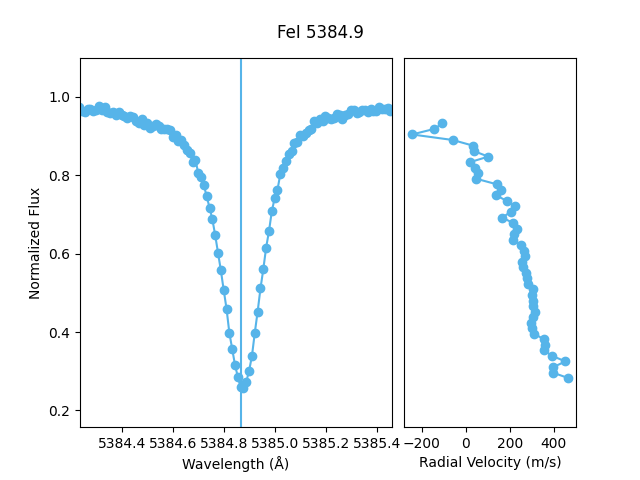 FeI 5384.9
Normalized Flux
1.0
0.8
0.6
0.4
0.2
5384.4 5384.6 5384.8 5385.0 5385.2 5385.4
−200 0 200 400
Wavelength (Å)
Radial Velocity (m/s)